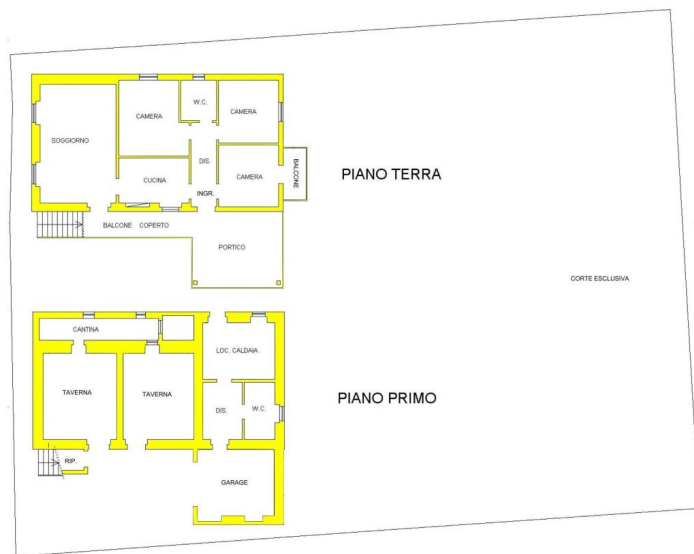 W.C.
CAMERA
CAMERA
SOGGIORNO
DIS.
CUCINA
CAMERA
BALCONE
PIANO TERRA
INGR.
BALCONE COPERTO
PORTICO
CORTE ESCLUSIVA
CANTINA
LOC. CALDAIA
TAVERNA
TAVERNA
PIANO PRIMO
DIS.
W.C.
RIP.
GARAGE